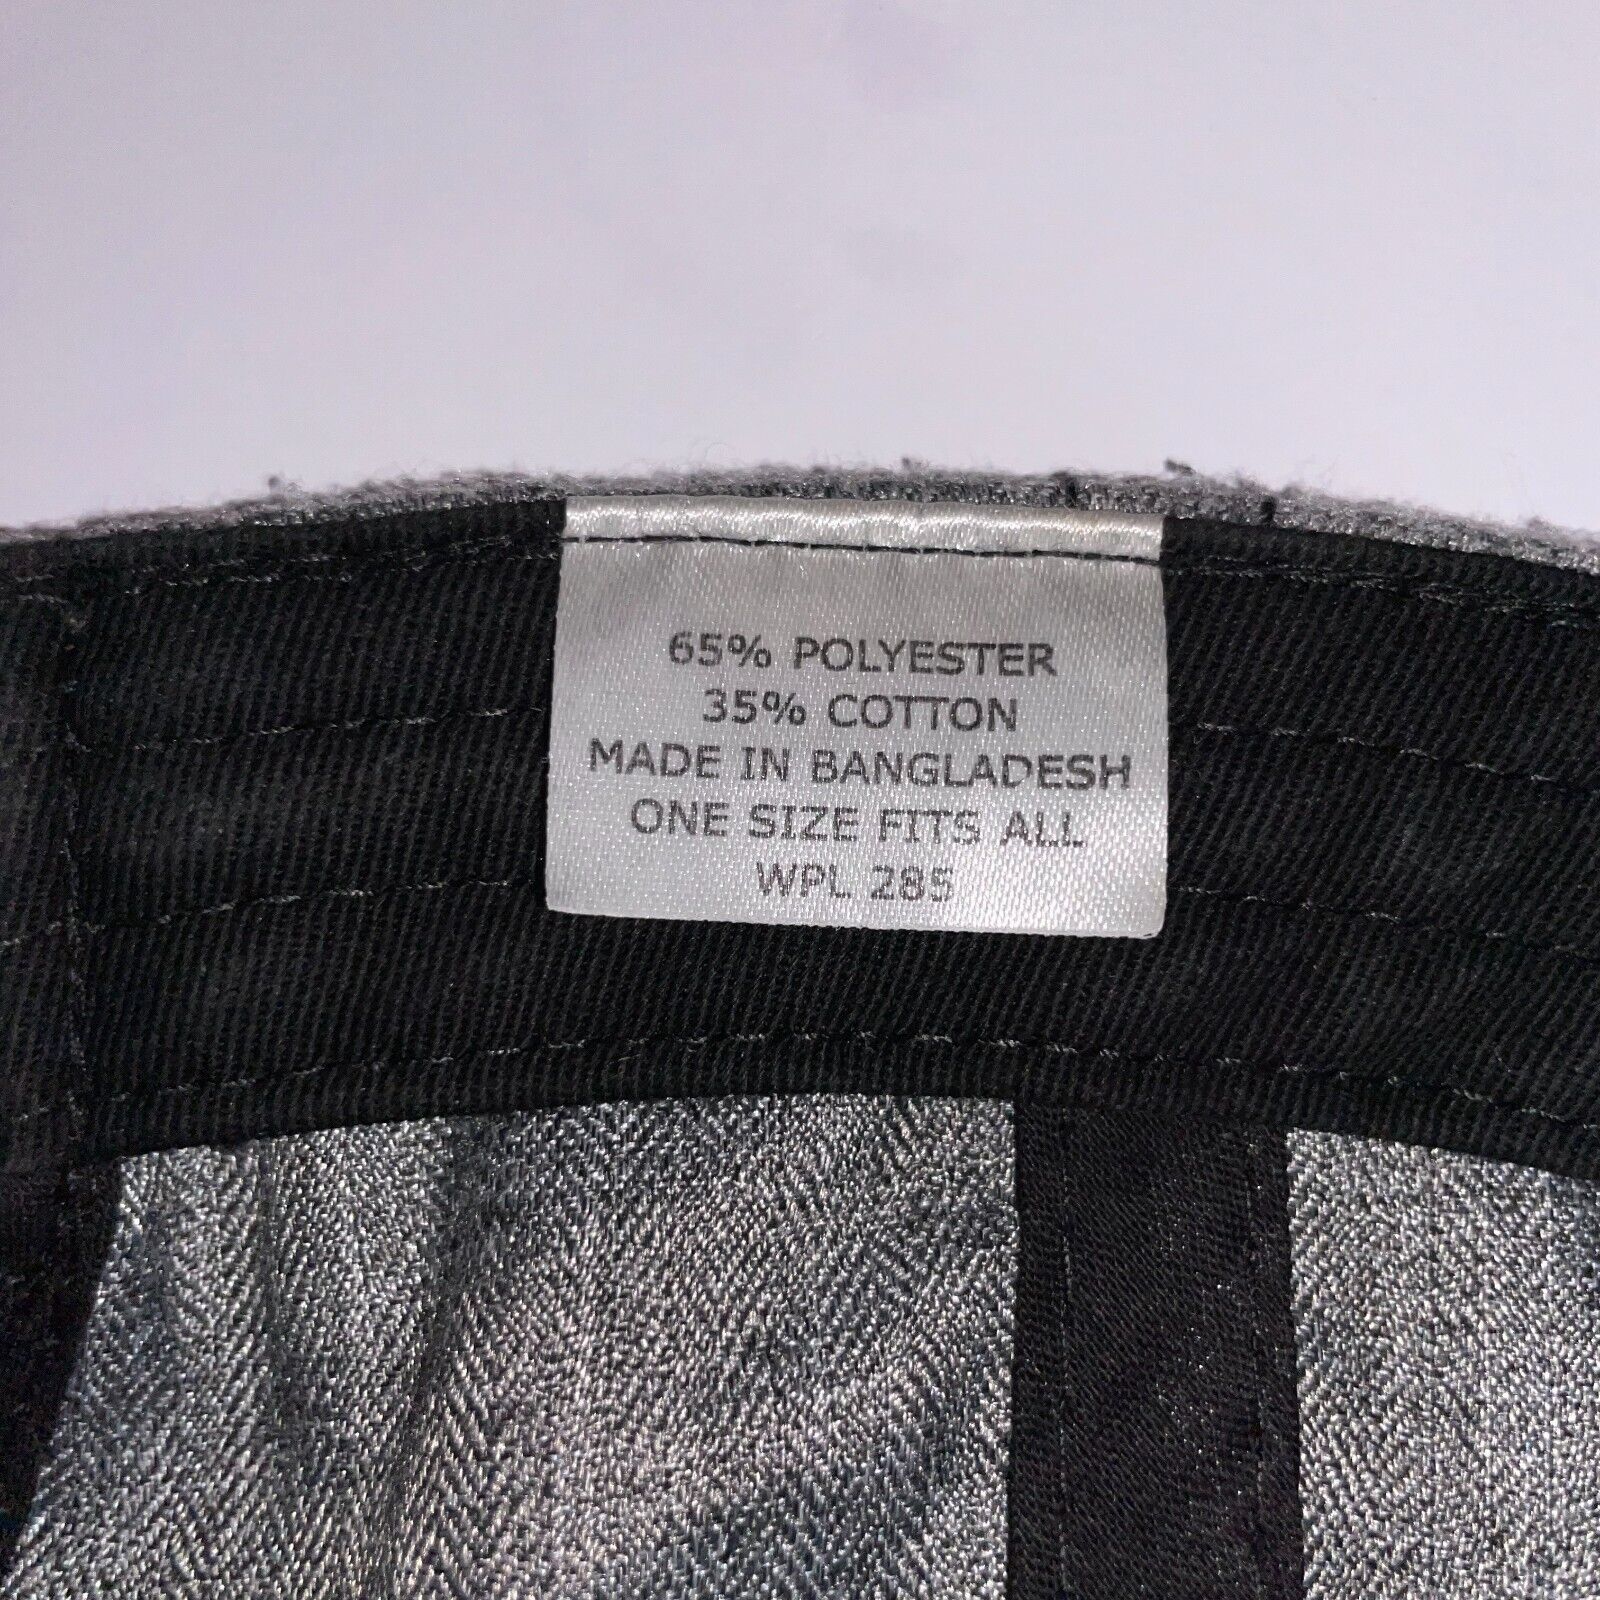 65% POLYESTER
35% COTTON
MADE IN BANGLADESH
ONE SIZE FITS ALL
WPL 285